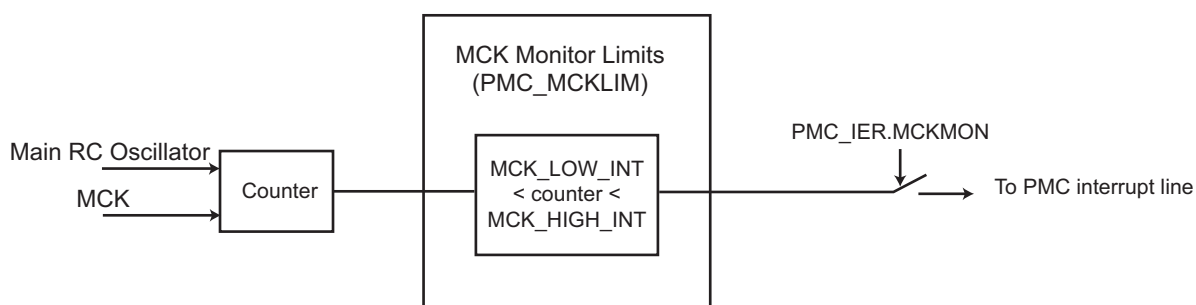 MCK Monitor Limits
(PMC_MCKLIM)
PMC_IER.MCKMON
Main RC Oscillator
MCK
Counter
MCK_LOW_INT
< counter <
MCK_HIGH_INT
To PMC interrupt line